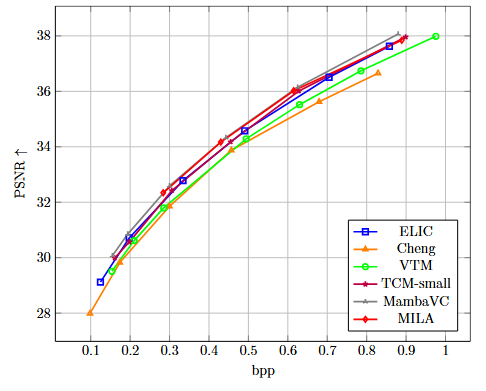 38
36
34
32
30
28
PSNR ↑
0.1 0.2 0.3 0.4 0.5 0.6 0.7 0.8 0.9 1
bpp
ELIC
Cheng
VTM
TCM-small
MambaVC
MILA